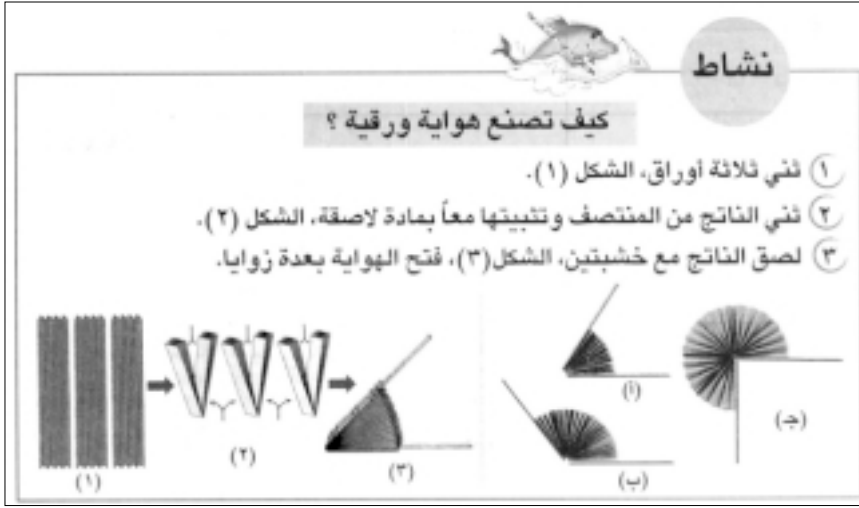 نشاط
كيف تصنع هواية ورقية ؟
١ ثني ثلاثة أوراق، الشكل (١).
٢ ثني الناتج من المنتصف وتثبيتها معاً بمادة لاصقة، الشكل (٢).
٣ لصق الناتج مع خشبتين، الشكل(٣)، فتح الهواية بعدة زوايا.
(أ)
(ب)
(جـ)
(١)
(٢)
(٣)